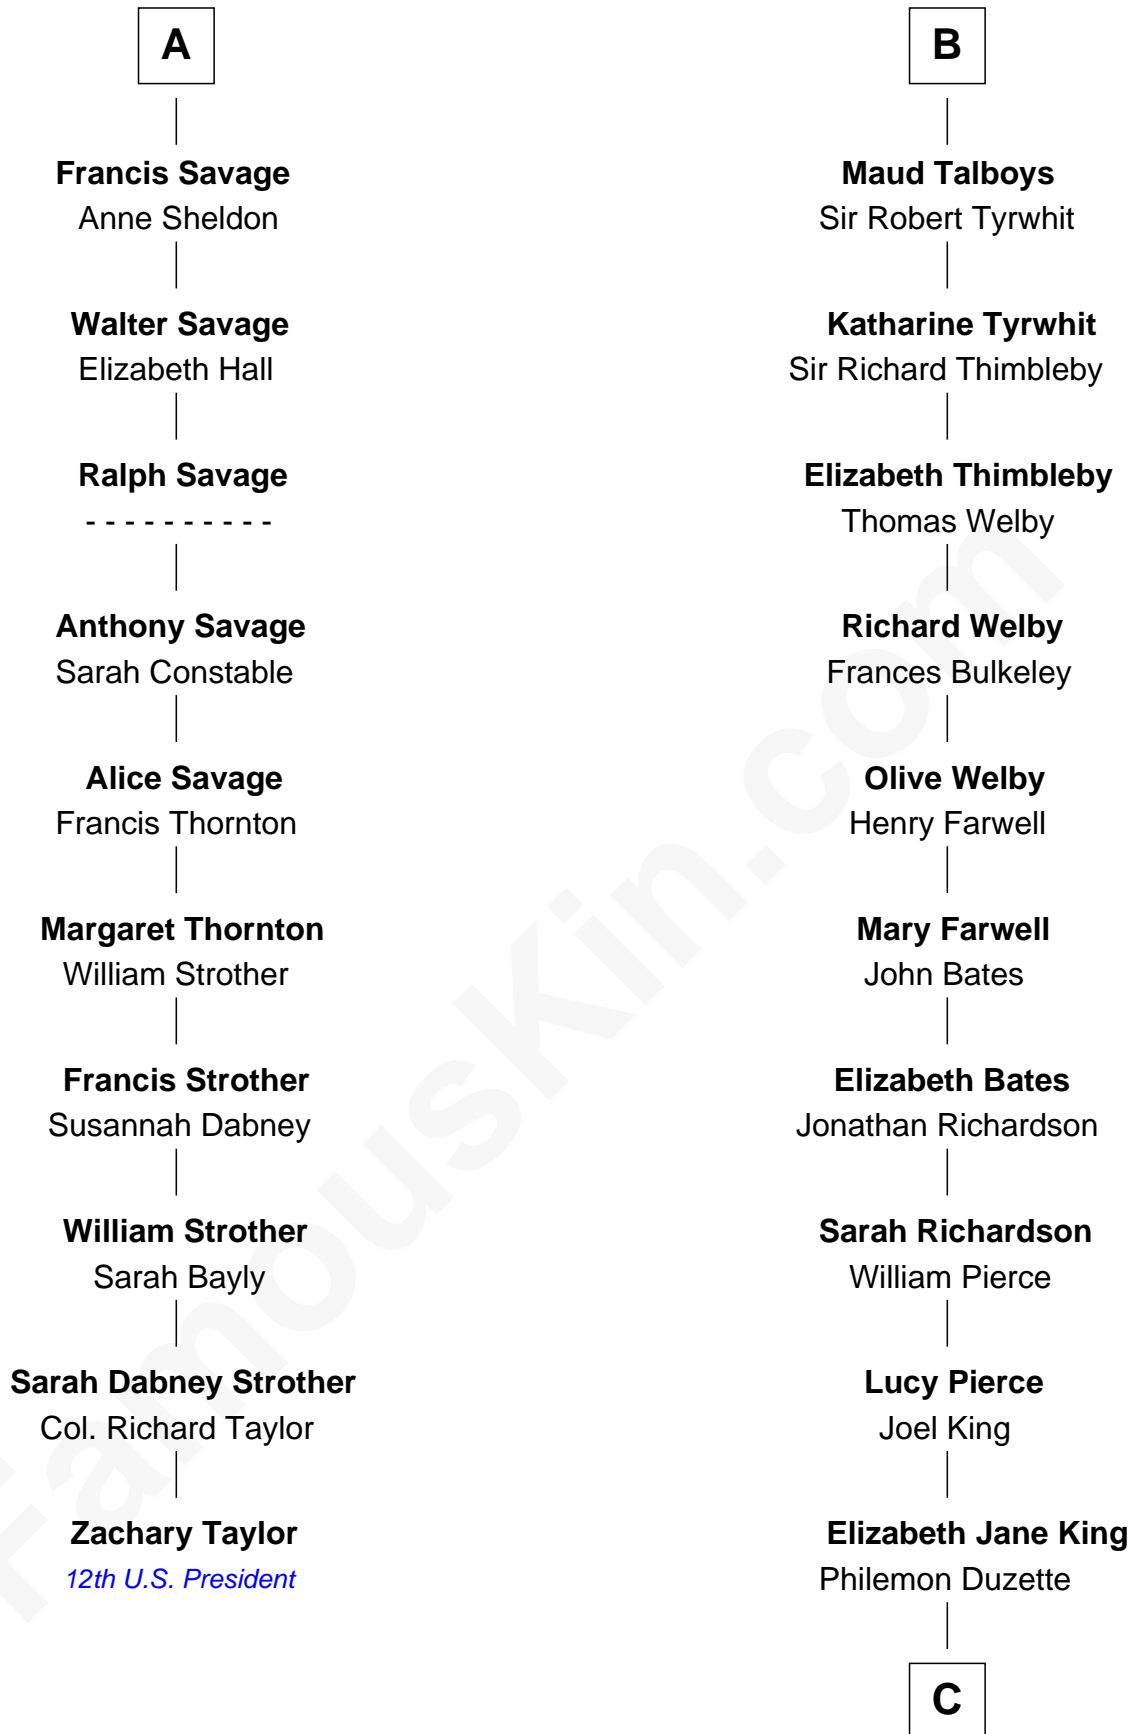 A
Francis Savage
Anne Sheldon
Walter Savage
Elizabeth Hall
Ralph Savage
- - - - - - - - - -
Anthony Savage
Sarah Constable
Alice Savage
Francis Thornton
Margaret Thornton
William Strother
Francis Strother
Susannah Dabney
William Strother
Sarah Bayly
Sarah Dabney Strother
Col. Richard Taylor
Zachary Taylor
12th U.S. President
B
Maud Talboys
Sir Robert Tyrwhit
Katharine Tyrwhit
Sir Richard Thimbleby
Elizabeth Thimbleby
Thomas Welby
Richard Welby
Frances Bulkeley
Olive Welby
Henry Farwell
Mary Farwell
John Bates
Elizabeth Bates
Jonathan Richardson
Sarah Richardson
William Pierce
Lucy Pierce
Joel King
Elizabeth Jane King
Philemon Duzette
C
FamousKin.com